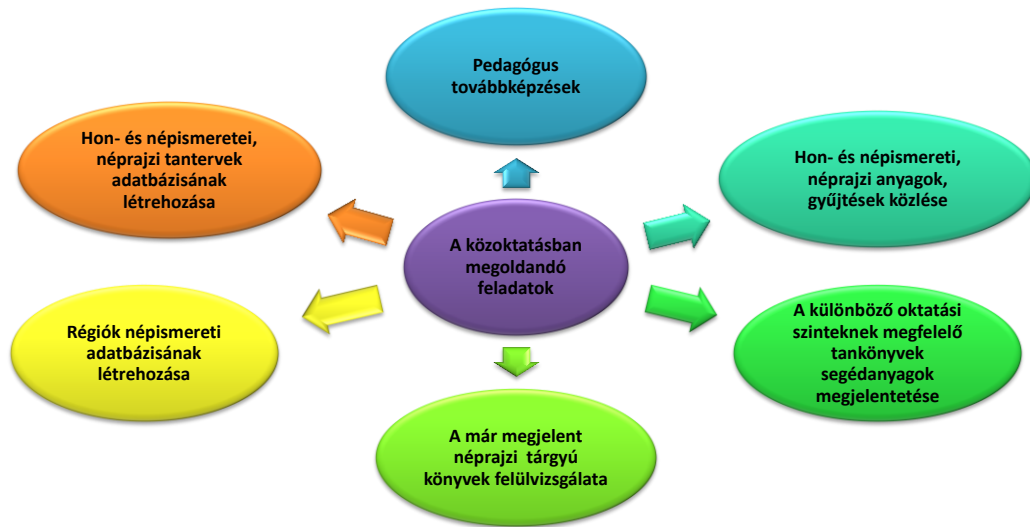 Pedagógus
továbbképzések
Hon- és népismeretei,
néprajzi tantervek
adatbázisának
létrehozása
Hon- és népismereti,
néprajzi anyagok,
gyűjtések közlése
A közoktatásban
megoldandó
feladatok
Régiók népismereti
adatbázisának
létrehozása
A különböző oktatási
szinteknek megfelelő
tankönyvek
segédanyagok
megjelentetése
A már megjelent
néprajzi tárgyú
könyvek felülvizsgálata